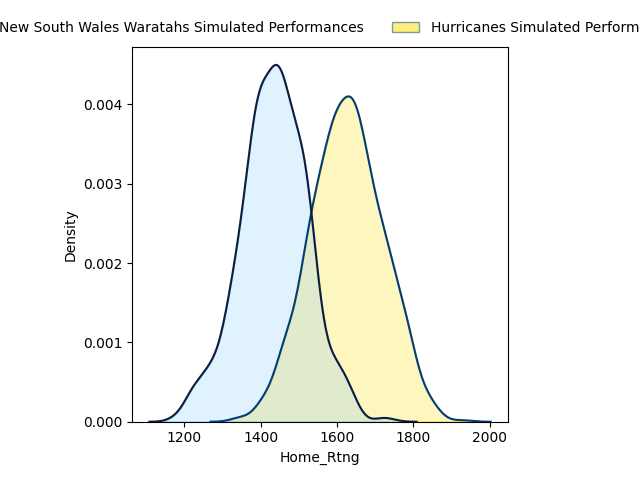 New South Wales Waratahs Simulated Performances Hurricanes Simulated Perform
0.004
0.003
0.002
0.001
0.000
Density
1200 1400 1600 1800 2000
Home_Rtng